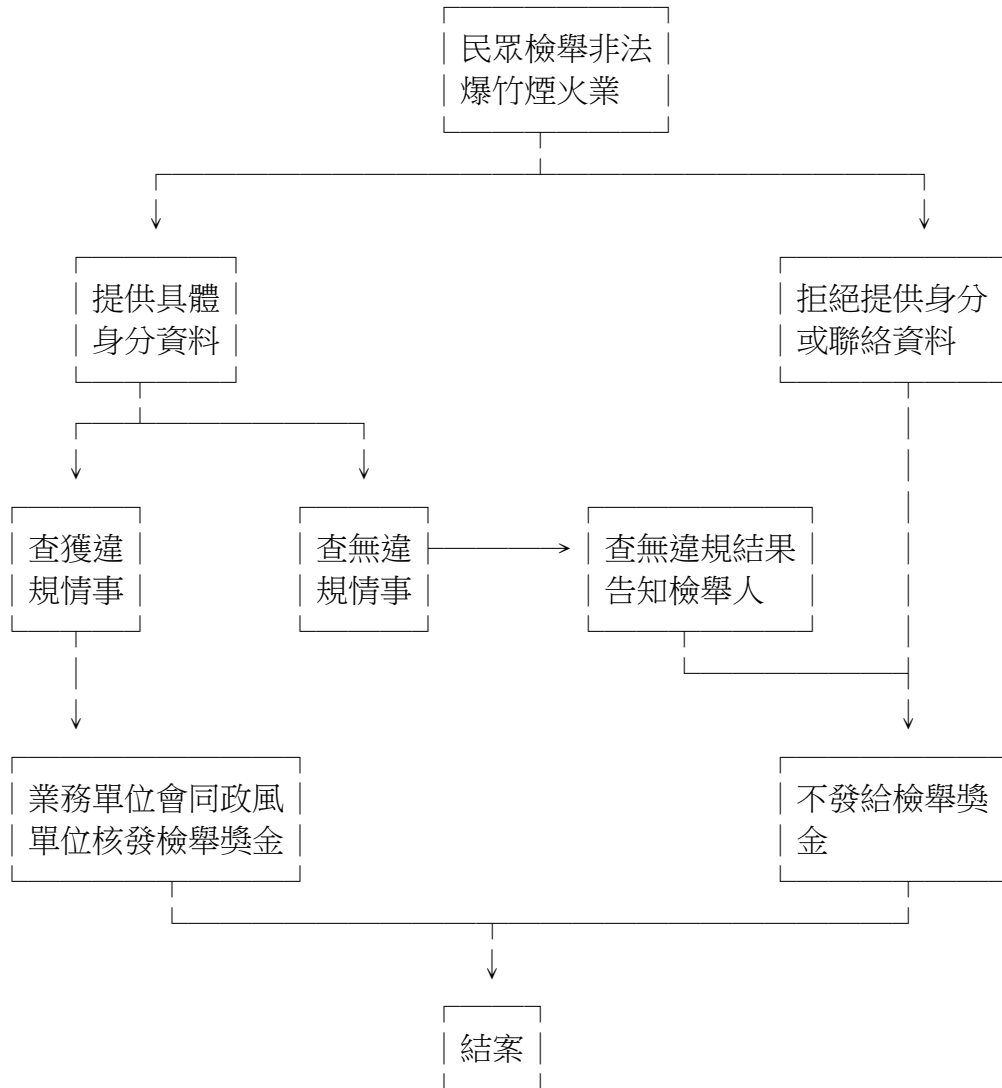 民眾檢舉非法
爆竹煙火業
提供具體
身分資料
拒絕提供身分
或聯絡資料
查獲違
規情事
查無違
規情事
查無違規結果
告知檢舉人
業務單位會同政風
單位核發檢舉獎金
不發給檢舉獎
金
結案